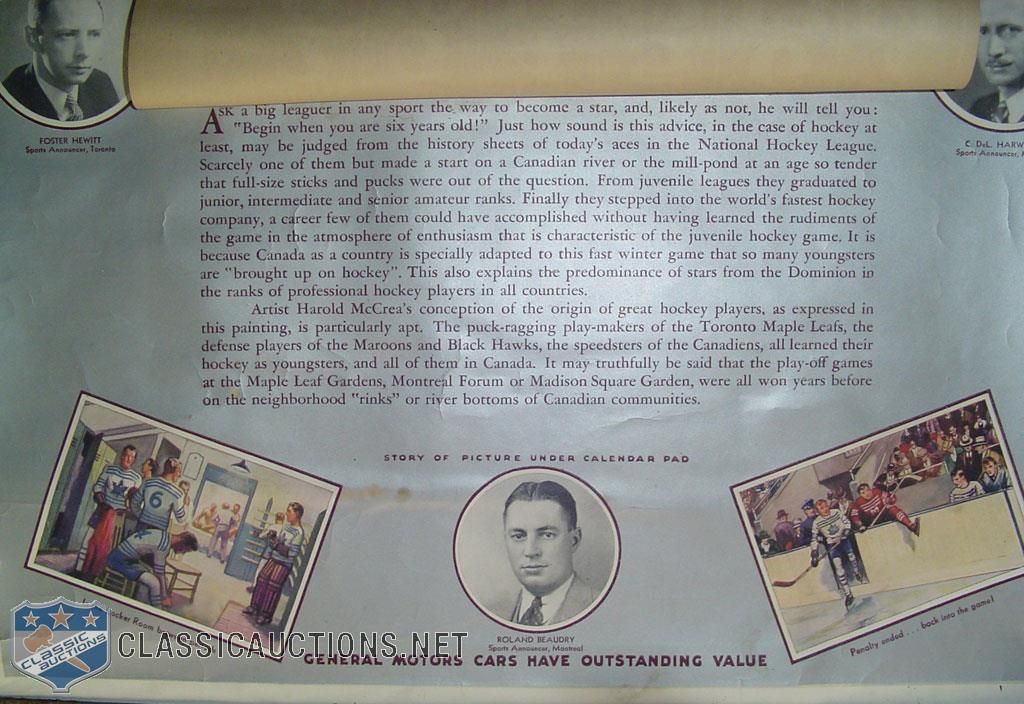 FOSTER HEWITT
Sports Announcer, Toronto
C. DeL. HARW
Sports Announcer,
Ask a big leaguer in any sport the way to become a star, and, likely as not, he will tell you:
"Begin when you are six years old!" Just how sound is this advice, in the case of hockey at
least, may be judged from the history sheets of today's aces in the National Hockey League.
Scarcely one of them but made a start on a Canadian river or the mill-pond at an age so tender
that full-size sticks and pucks were out of the question. From juvenile leagues they graduated to
junior, intermediate and senior amateur ranks. Finally they stepped into the world's fastest hockey
company, a career few of them could have accomplished without having learned the rudiments of
the game in the atmosphere of enthusiasm that is characteristic of the juvenile hockey game. It is
because Canada as a country is specially adapted to this fast winter game that so many youngsters
are "brought up on hockey". This also explains the predominance of stars from the Dominion in
the ranks of professional hockey players in all countries.
Artist Harold McCrea's conception of the origin of great hockey players, as expressed in
this painting, is particularly apt. The puck-ragging play-makers of the Toronto Maple Leafs, the
defense players of the Maroons and Black Hawks, the speedsters of the Canadiens, all learned their
hockey as youngsters, and all of them in Canada. It may truthfully be said that the play-off games
at the Maple Leaf Gardens, Montreal Forum or Madison Square Garden, were all won years before
on the neighborhood "rinks" or river bottoms of Canadian communities.
STORY OF PICTURE UNDER CALENDAR PAD
6
ocker Room
ROLAND BEAUDRY
Sports Announcer, Montreal
Penalty ended . . . back into the game!
GENERAL MOTORS CARS HAVE OUTSTANDING VALUE
CLASSIC
AUCTIONS
CLASSICAUCTIONS.NET